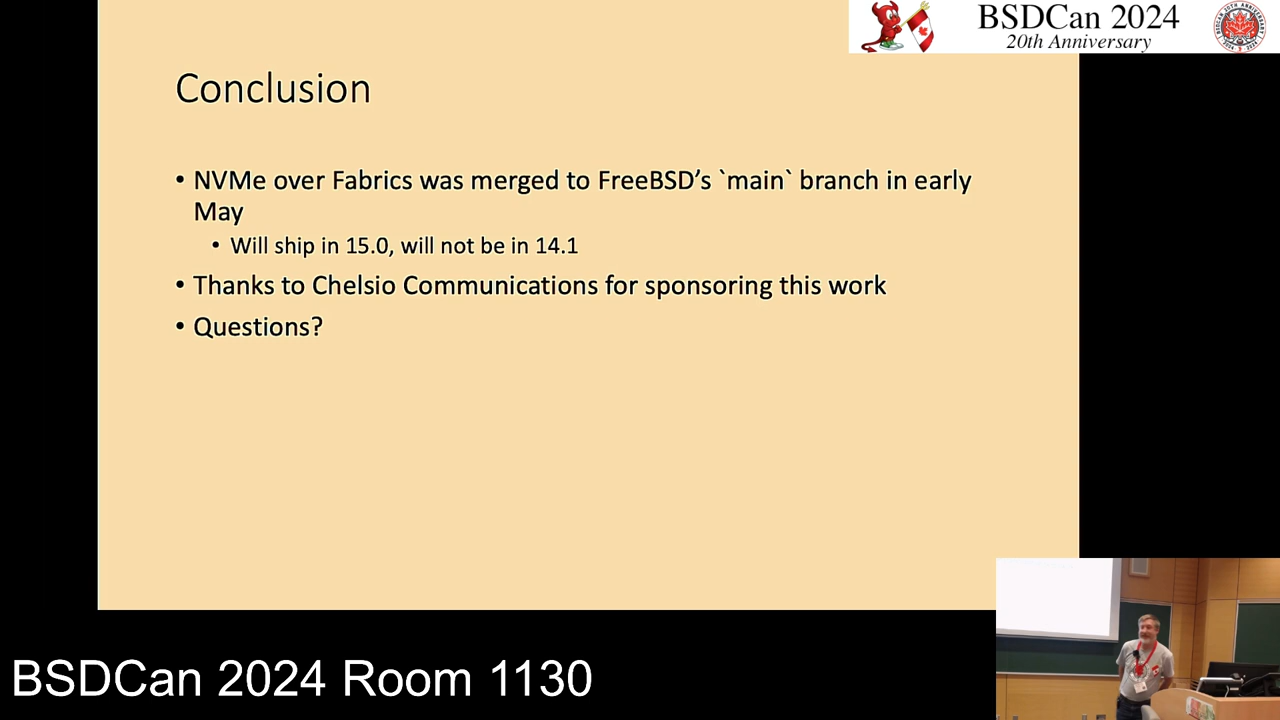 BSDCan 2024
20th Anniversary
Conclusion
• NVMe over Fabrics was merged to FreeBSD’s `main` branch in early
May
• Will ship in 15.0, will not be in 14.1
• Thanks to Chelsio Communications for sponsoring this work
• Questions?
BSDCan 2024 Room 1130